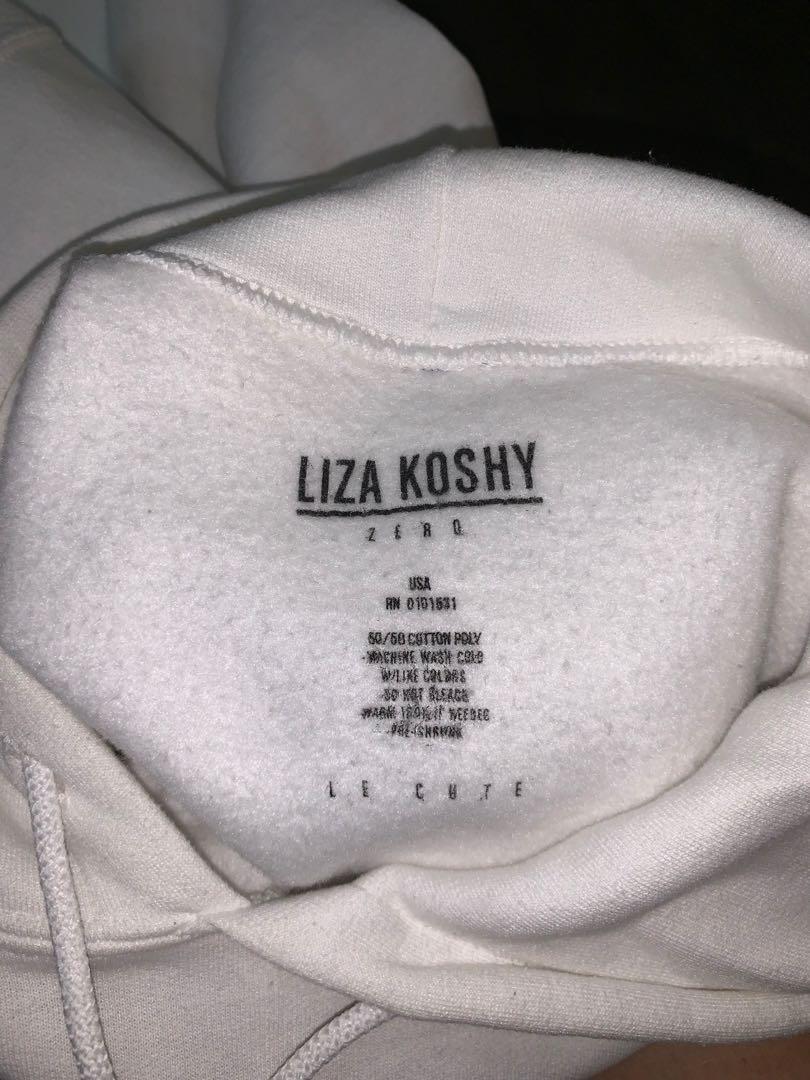 LIZA KOSHY
ZERO
USA
RN 0101531
50/50 COTTON POLY
-MACHINE WASH COLD
W/LIKE COLORS
-DO NOT BLEACH
-WARM IRON IF NEEDED
-PRE-SHRUNK
LE CUTE